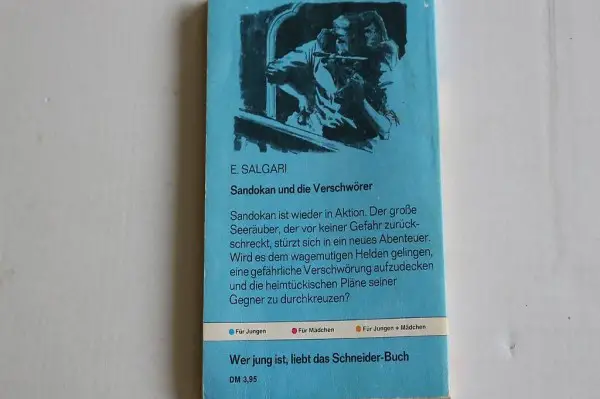 E. SALGARI
Sandokan und die Verschwörer
Sandokan ist wieder in Aktion. Der große
Seeräuber, der vor keiner Gefahr zurück-
schreckt, stürzt sich in ein neues Abenteuer.
Wird es dem wagemutigen Helden gelingen,
eine gefährliche Verschwörung aufzudecken
und die heimtückischen Pläne seiner
Gegner zu durchkreuzen?
Für Jungen Für Mädchen Für Jungen + Mädchen
Wer jung ist, liebt das Schneider-Buch
DM 3,95